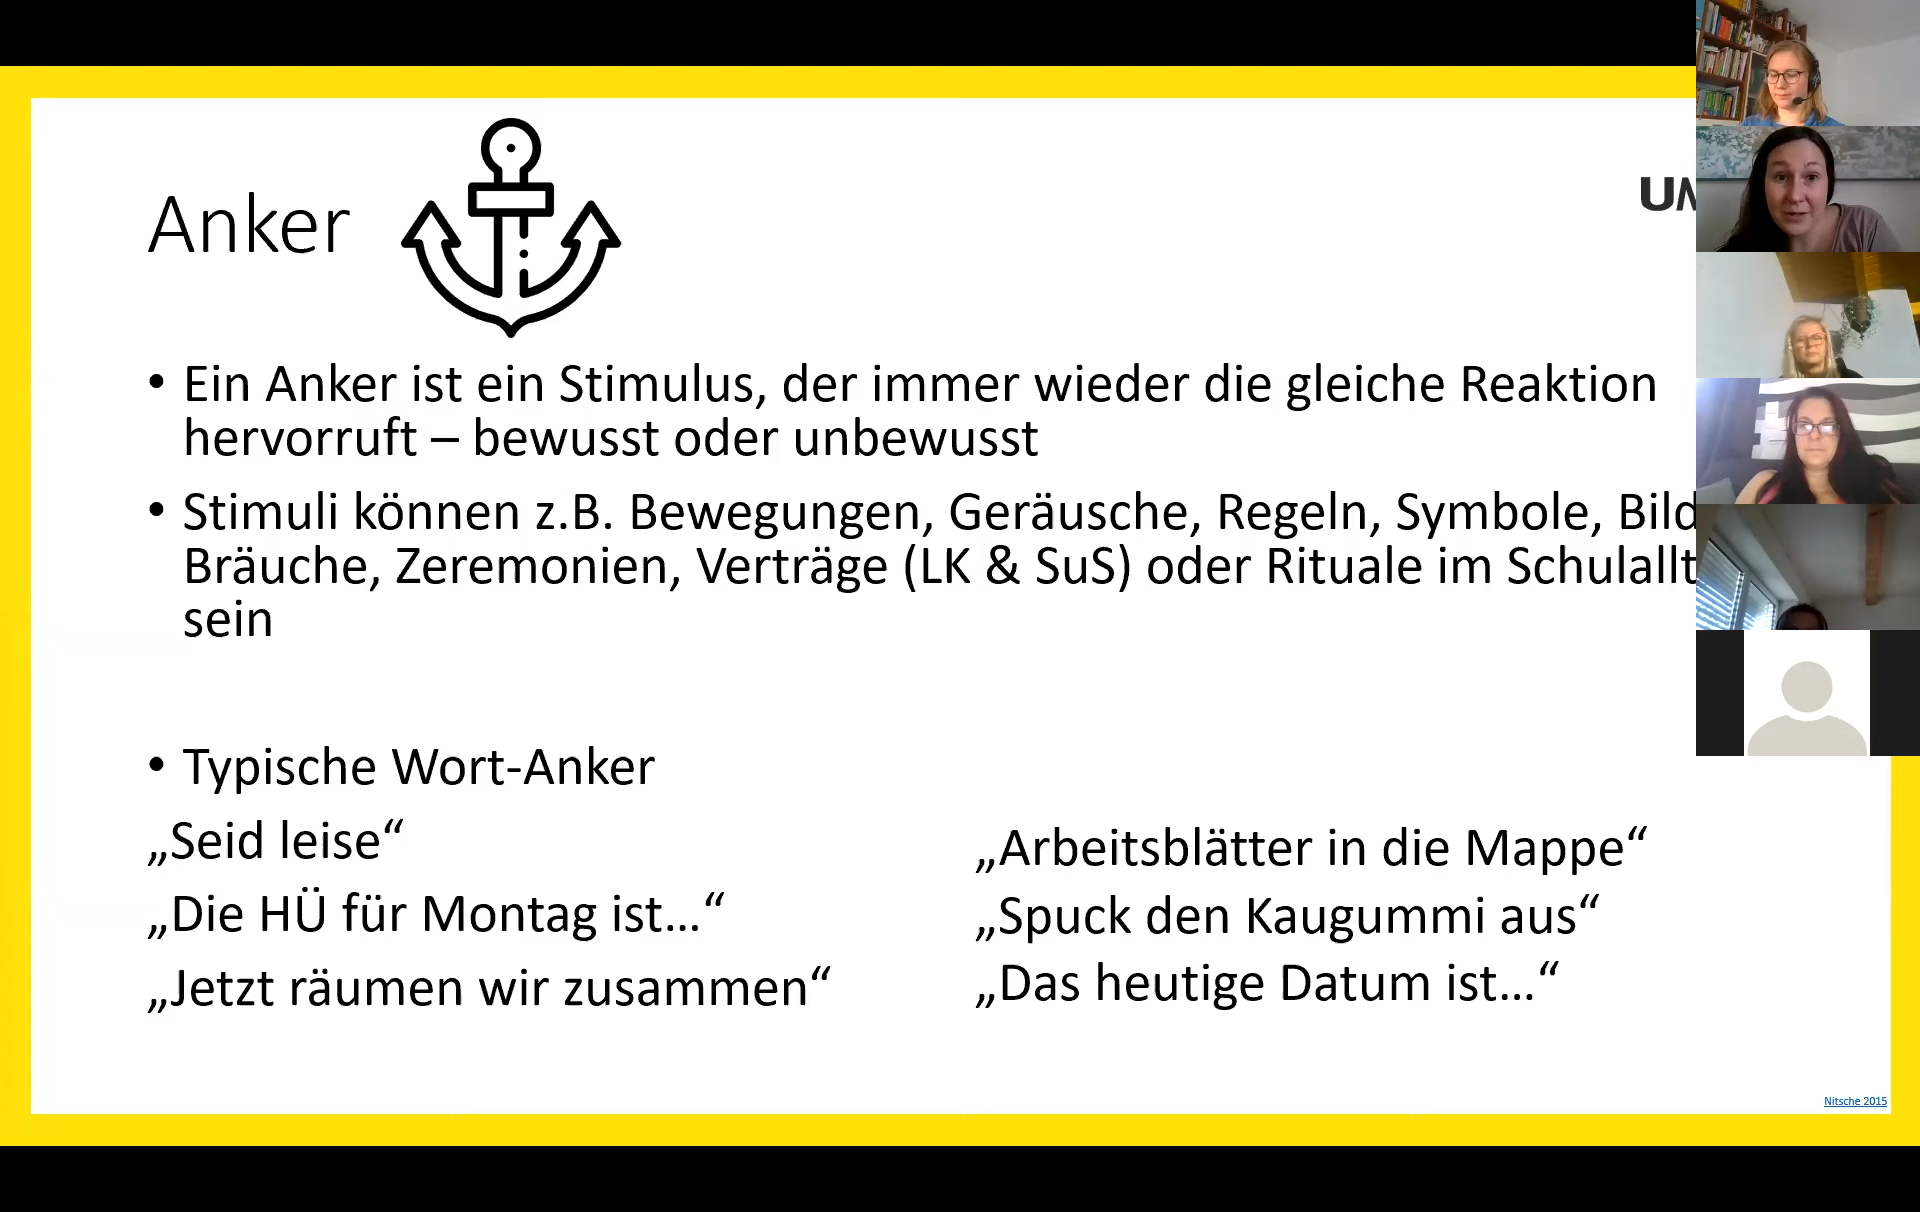 Anker
• Ein Anker ist ein Stimulus, der immer wieder die gleiche Reaktion
hervorruft – bewusst oder unbewusst
• Stimuli können z.B. Bewegungen, Geräusche, Regeln, Symbole, Bild
Bräuche, Zeremonien, Verträge (LK & SuS) oder Rituale im Schulallt
sein
• Typische Wort-Anker
„Seid leise“
„Die HÜ für Montag ist...“
„Jetzt räumen wir zusammen“
„Arbeitsblätter in die Mappe“
„Spuck den Kaugummi aus“
„Das heutige Datum ist...“
Nitsche 2015